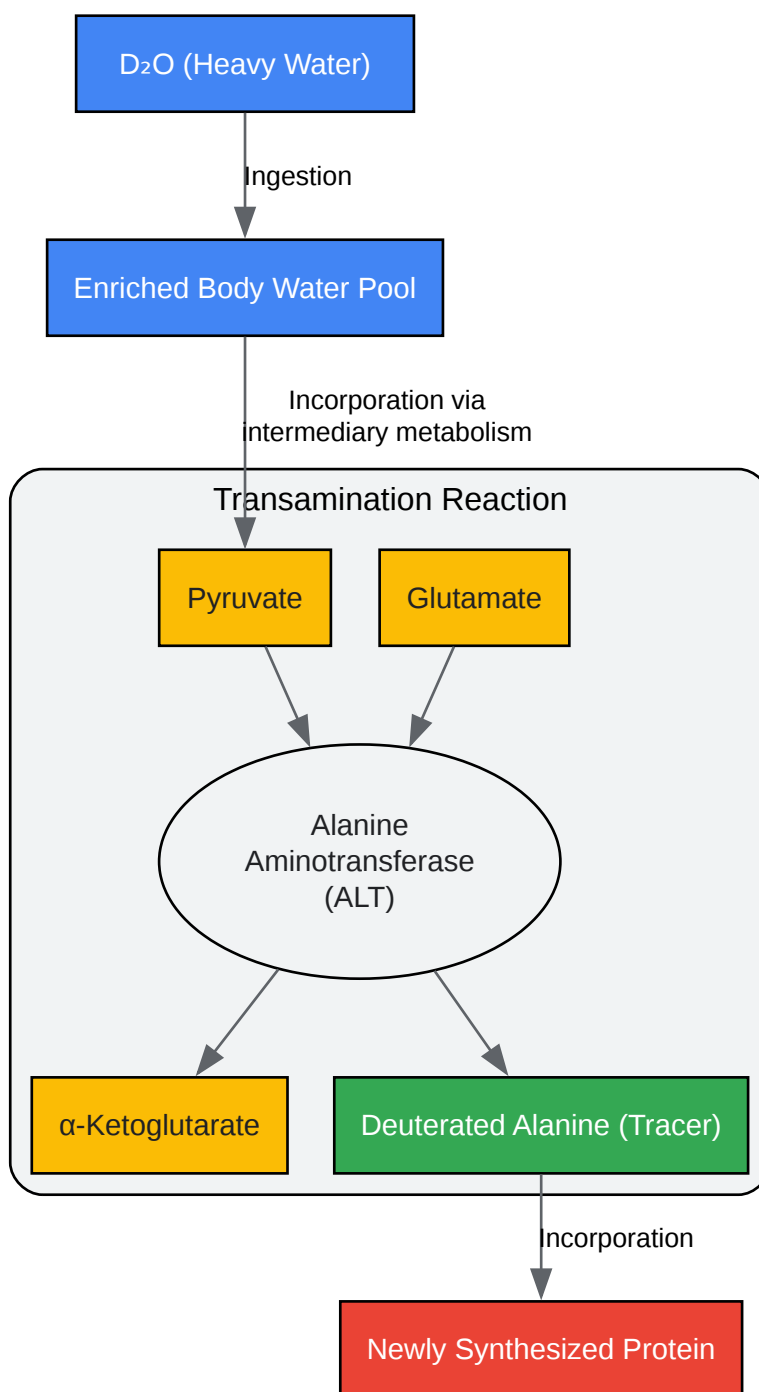 D₂O (Heavy Water)
Ingestion
Enriched Body Water Pool
Incorporation via
intermediary metabolism
Transamination Reaction
Pyruvate
Glutamate
Alanine
Aminotransferase
(ALT)
α-Ketoglutarate
Deuterated Alanine (Tracer)
Incorporation
Newly Synthesized Protein